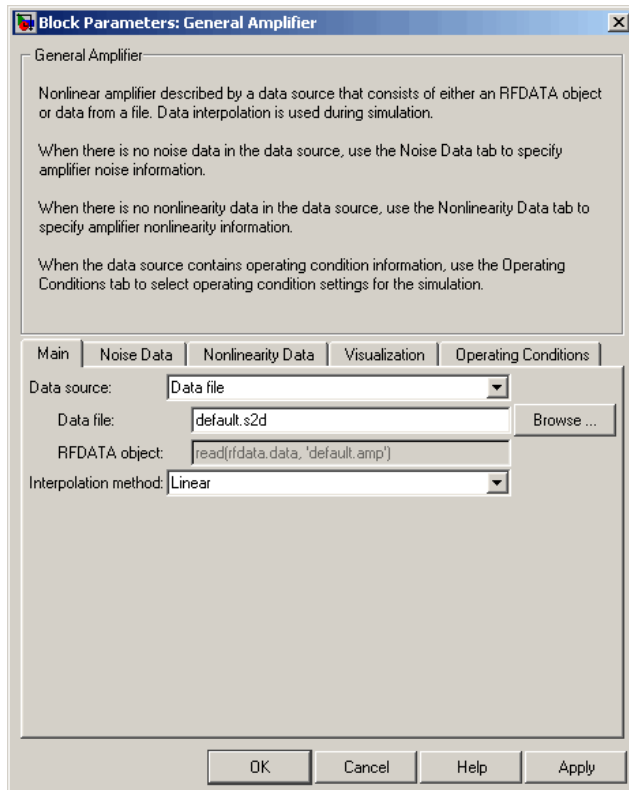 Block Parameters: General Amplifier
General Amplifier
Nonlinear amplifier described by a data source that consists of either an RFDATA object
or data from a file. Data interpolation is used during simulation.
When there is no noise data in the data source, use the Noise Data tab to specify
amplifier noise information.
When there is no nonlinearity data in the data source, use the Nonlinearity Data tab to
specify amplifier nonlinearity information.
When the data source contains operating condition information, use the Operating
Conditions tab to select operating condition settings for the simulation.
Main Noise Data Nonlinearity Data Visualization Operating Conditions
Data source: Data file
Data file: default.s2d Browse ...
RFDATA object: read(rfdata.data, 'default.amp')
Interpolation method: Linear
OK Cancel Help Apply